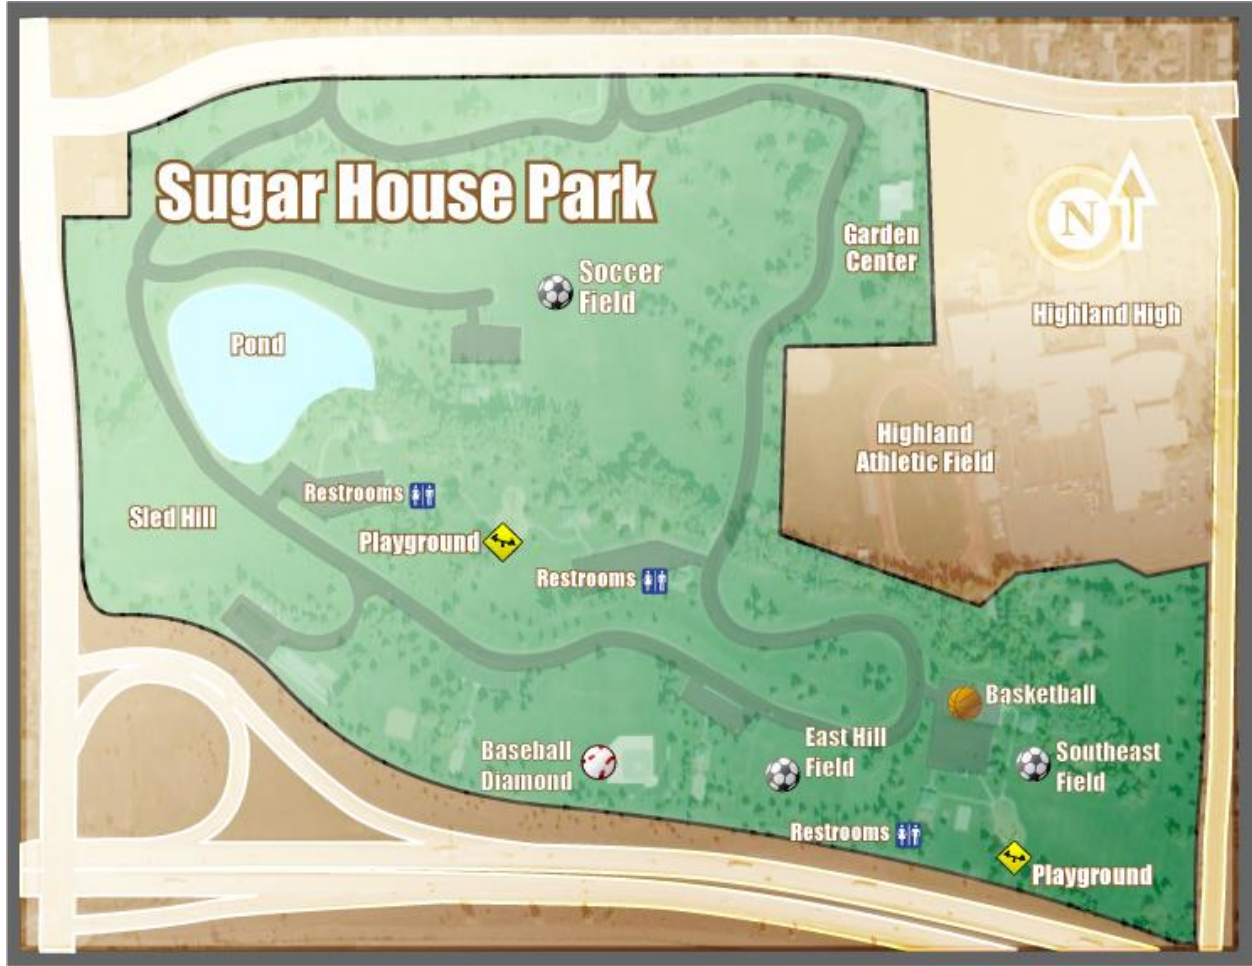 Sugar House Park
N
Garden
Center
Soccer
Field
Highland High
Pond
Highland
Athletic Field
Restrooms
Sled Hill
Playground
Restrooms
Basketball
Baseball
Diamond
East Hill
Field
Southeast
Field
Restrooms
Playground